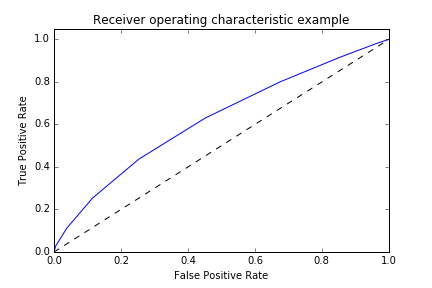 Receiver operating characteristic example
1.0
0.8
0.6
0.4
0.2
0.0
True Positive Rate
0.0 0.2 0.4 0.6 0.8 1.0
False Positive Rate